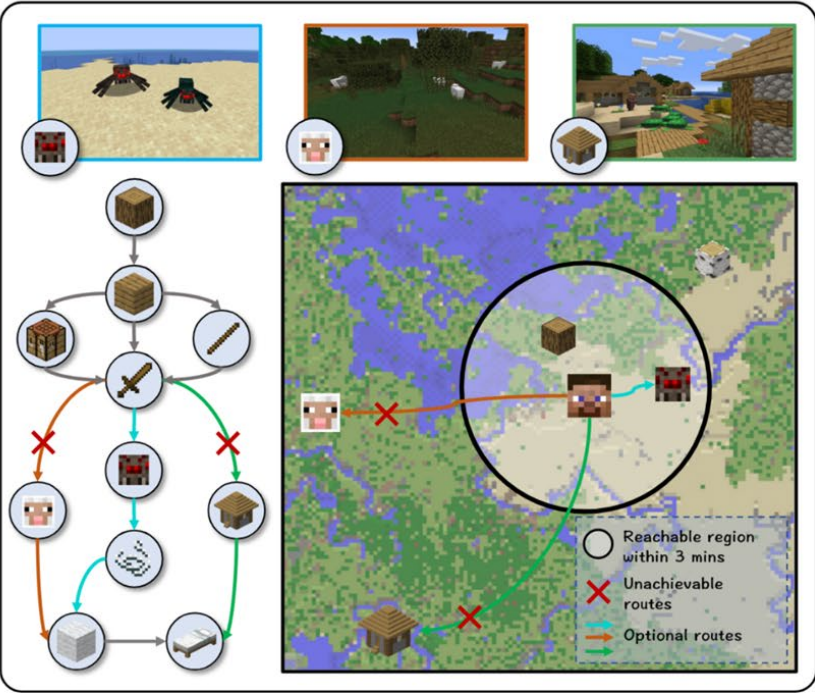 Reachable region
within 3 mins
Unachievable
routes
Optional routes